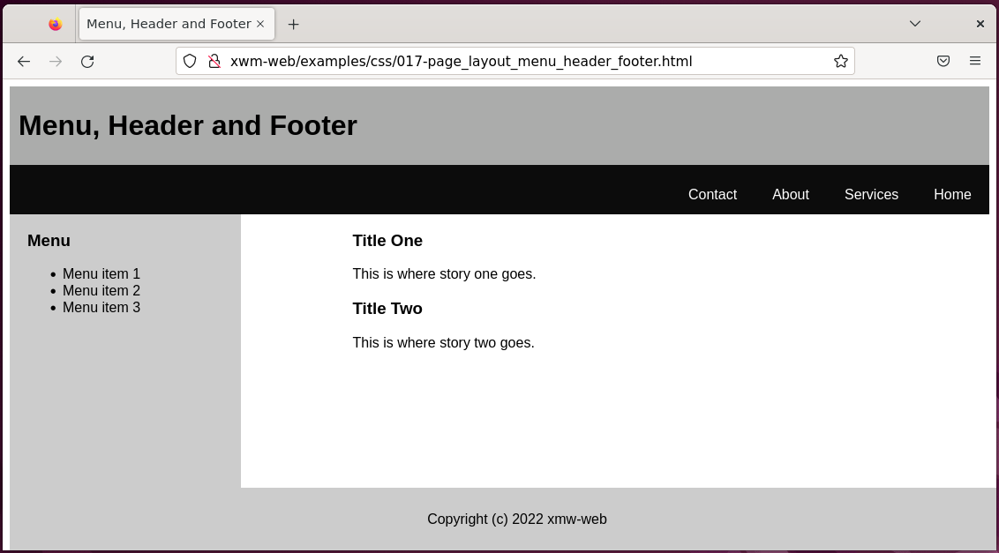 Menu, Header and Footer
xwm-web/examples/css/017-page_layout_menu_header_footer.html
Menu, Header and Footer
Contact About Services Home
Menu
Menu item 1
Menu item 2
Menu item 3
Title One
This is where story one goes.
Title Two
This is where story two goes.
Copyright (c) 2022 xmw-web